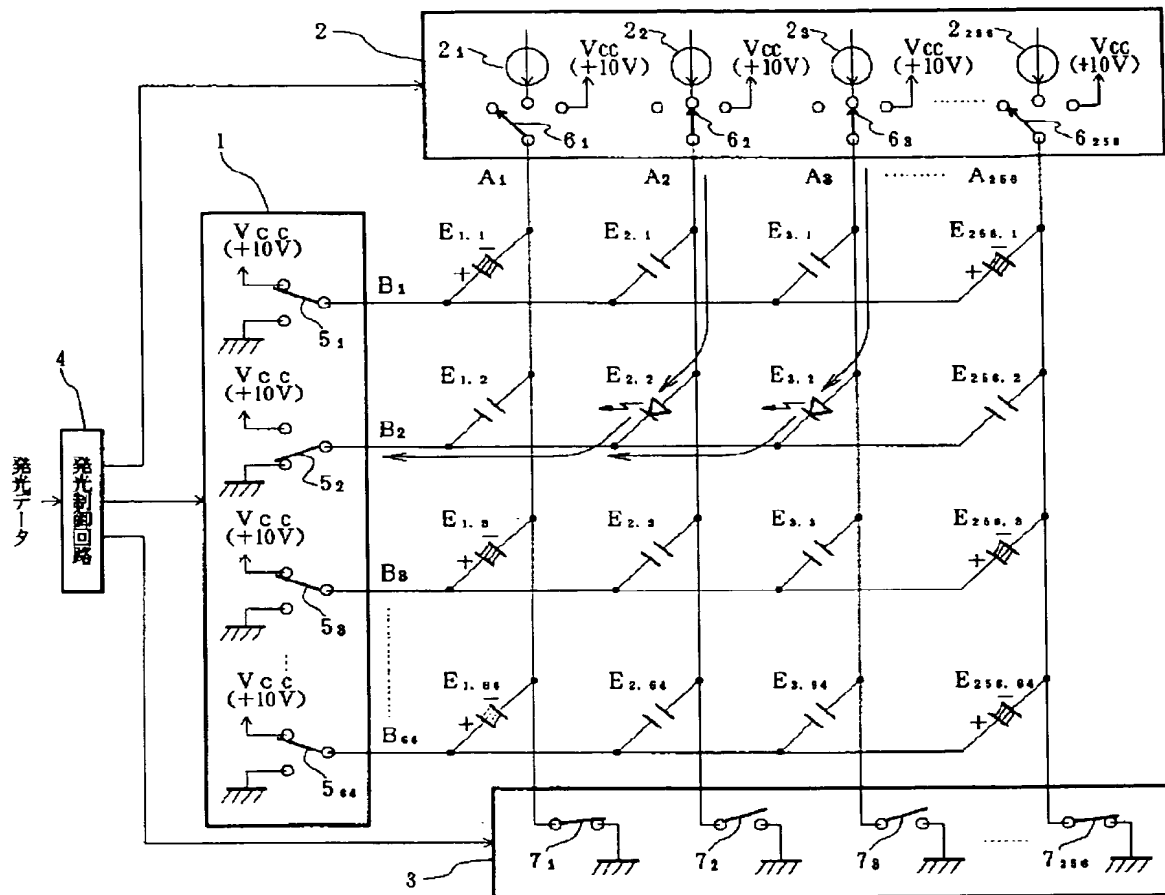 2
2₁
VCC
(+10V)
2₂
VCC
(+10V)
2₃
VCC
(+10V)
2₂₅₆
VCC
(+10V)
6₁
6₂
6₃
6₂₅₆
1
A₁
A₂
A₃
A₂₅₆
VCC
(+10V)
B₁
5₁
E₁.₁
E₂.₁
E₃.₁
E₂₅₆.₁
+
−
+
−
4
発光データ
発光制御回路
VCC
(+10V)
B₂
5₂
E₁.₂
E₂.₂
E₃.₂
E₂₅₆.₂
VCC
(+10V)
B₃
5₃
E₁.₃
E₂.₃
E₃.₃
E₂₅₆.₃
+
−
+
−
VCC
(+10V)
B₆₄
5₆₄
E₁.₆₄
E₂.₆₄
E₃.₆₄
E₂₅₆.₆₄
+
−
+
−
3
7₁
7₂
7₃
7₂₅₆